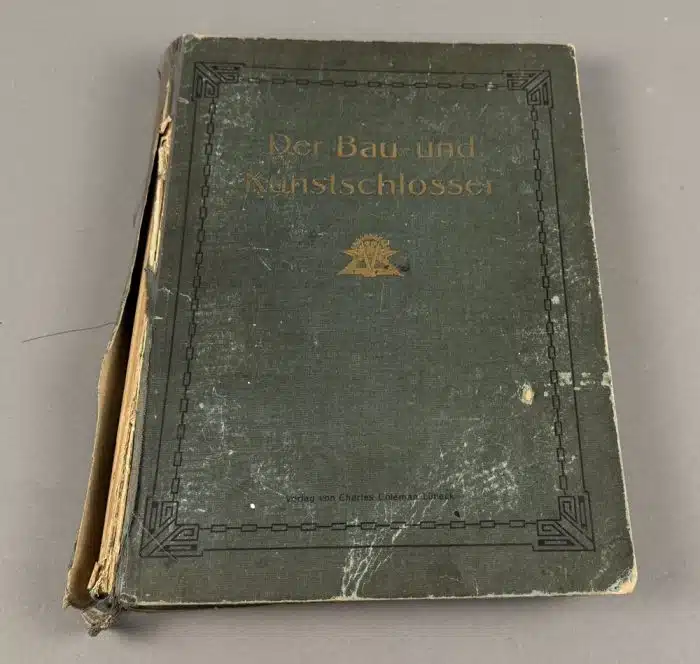 Der Bau- und
Kunstschlosser
Verlag von Charles Coleman Lübeck